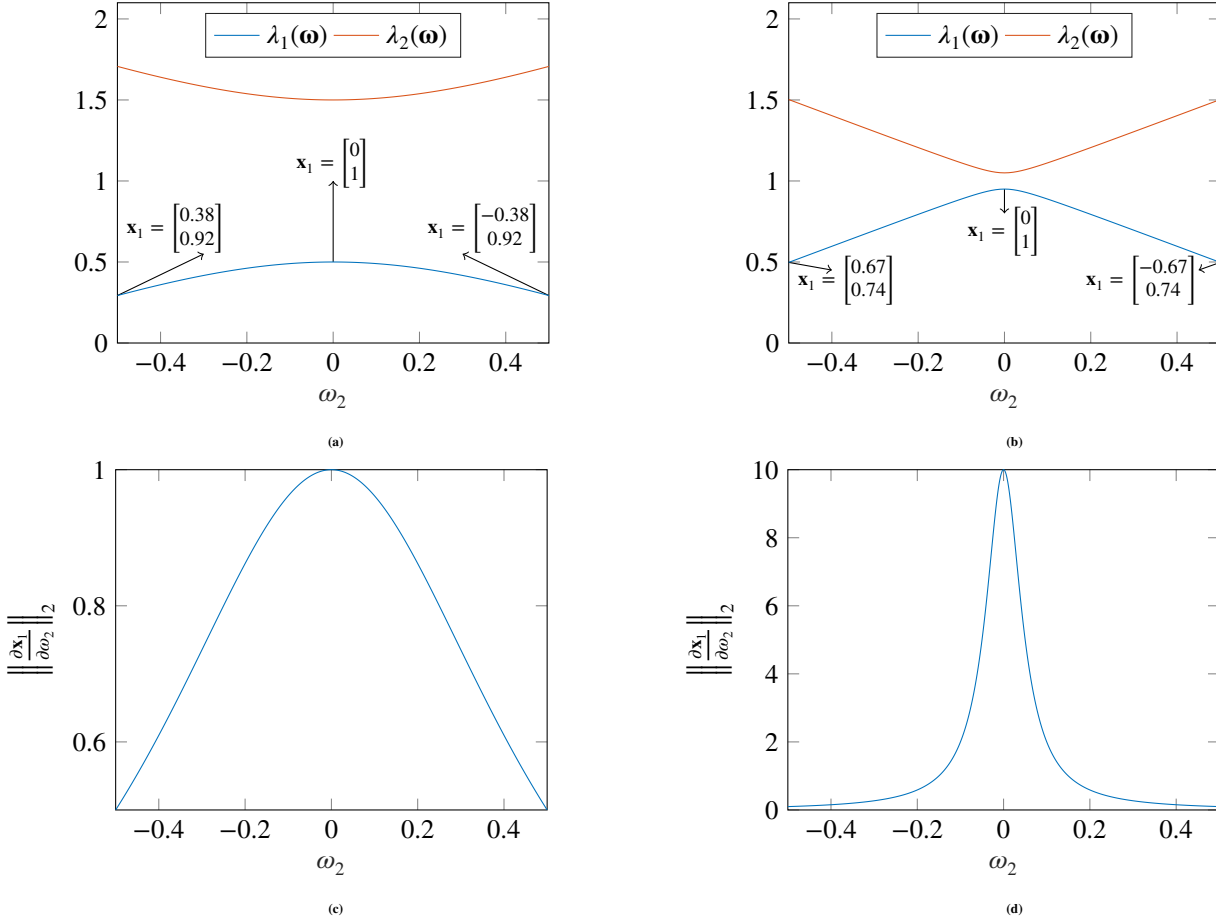 2
1.5
1
0.5
0
λ₁(ω) λ₂(ω)
x₁ = [0
1]
x₁ = [0.38
0.92]
x₁ = [−0.38
0.92]
−0.4 −0.2 0 0.2 0.4
ω₂
(a)
2
1.5
1
0.5
0
λ₁(ω) λ₂(ω)
x₁ = [0
1]
x₁ = [0.67
0.74]
x₁ = [−0.67
0.74]
−0.4 −0.2 0 0.2 0.4
ω₂
(b)
1
0.8
0.6
‖∂x₁/∂ω₂‖₂
−0.4 −0.2 0 0.2 0.4
ω₂
(c)
10
8
6
4
2
0
‖∂x₁/∂ω₂‖₂
−0.4 −0.2 0 0.2 0.4
ω₂
(d)